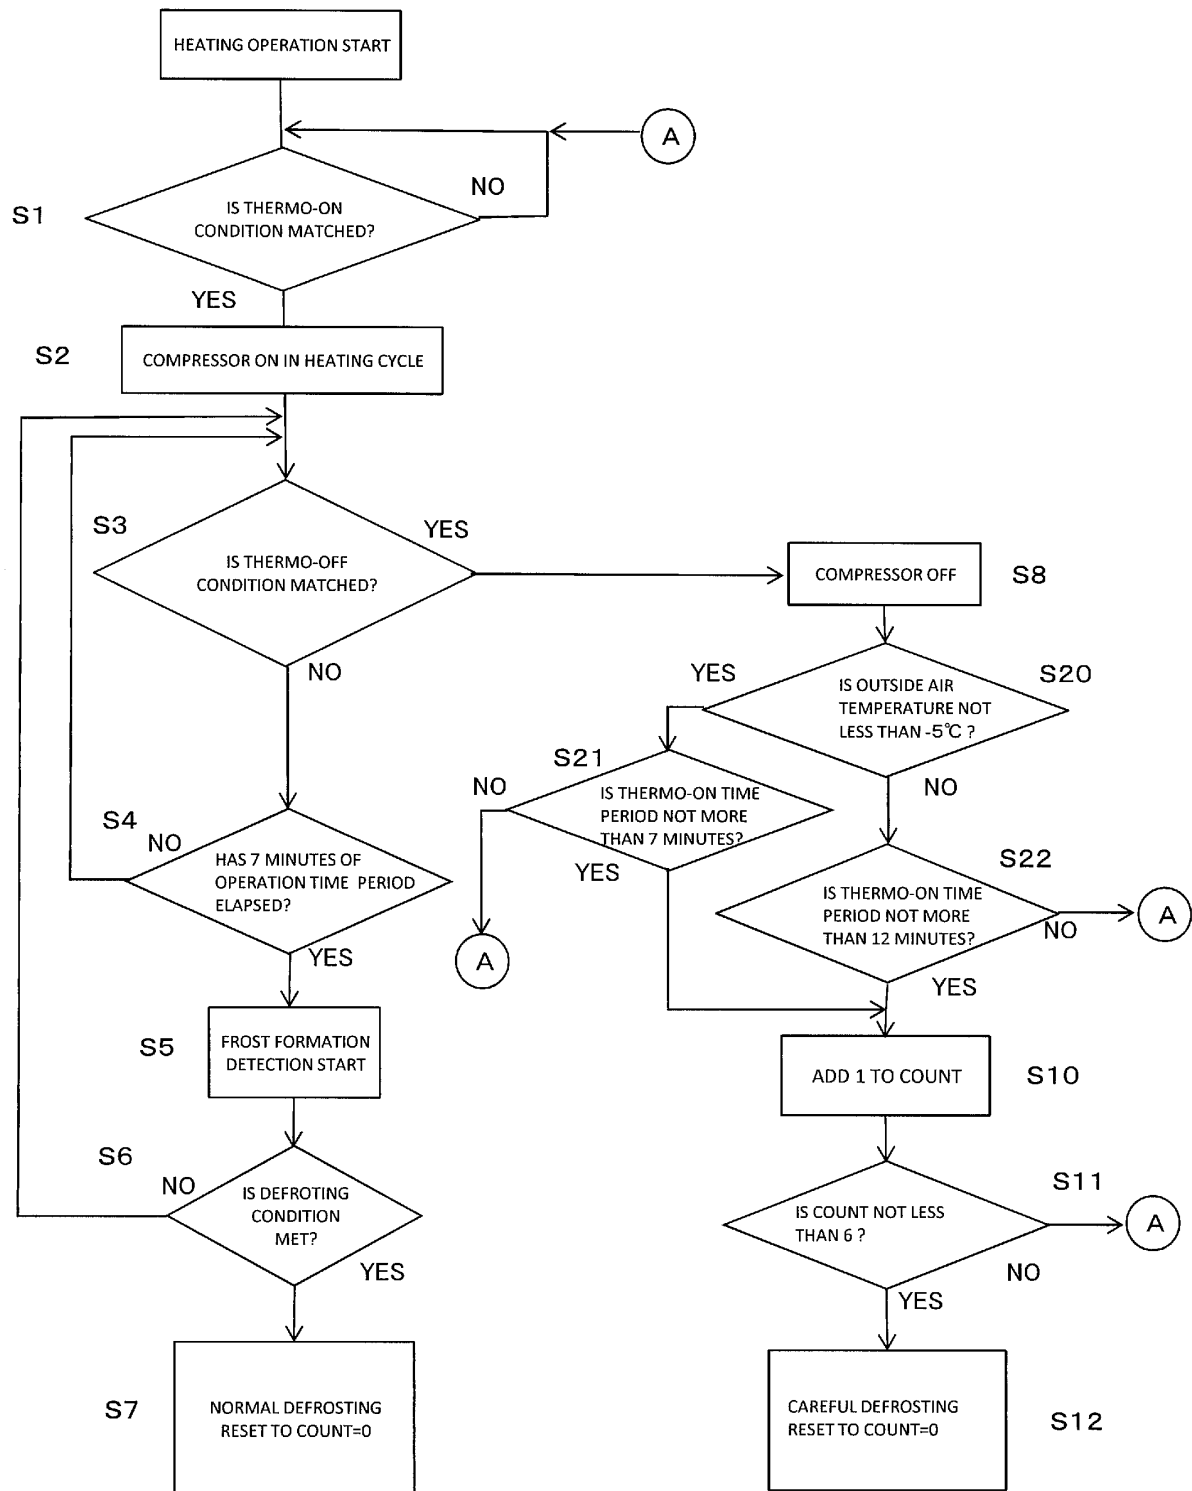 HEATING OPERATION START
A
NO
S1
IS THERMO-ON
CONDITION MATCHED?
YES
S2
COMPRESSOR ON IN HEATING CYCLE
S3
YES
IS THERMO-OFF
CONDITION MATCHED?
NO
COMPRESSOR OFF
S8
YES
S20
IS OUTSIDE AIR
TEMPERATURE NOT
LESS THAN -5℃ ?
NO
S21
NO
IS THERMO-ON TIME
PERIOD NOT MORE
THAN 7 MINUTES?
YES
A
S4
NO
HAS 7 MINUTES OF
OPERATION TIME PERIOD
ELAPSED?
YES
S22
IS THERMO-ON TIME
PERIOD NOT MORE
THAN 12 MINUTES?
NO
A
YES
S5
FROST FORMATION
DETECTION START
ADD 1 TO COUNT
S10
S6
NO
IS DEFROTING
CONDITION
MET?
YES
S11
IS COUNT NOT LESS
THAN 6 ?
A
NO
YES
S7
NORMAL DEFROSTING
RESET TO COUNT=0
CAREFUL DEFROSTING
RESET TO COUNT=0
S12